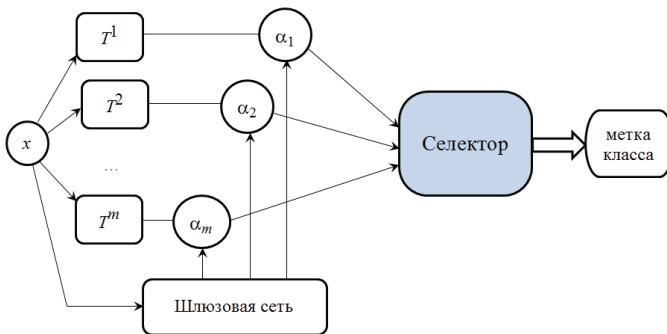 T¹
α₁
T²
α₂
x
Селектор
метка
класса
...
Tᵐ
αₘ
Шлюзовая сеть